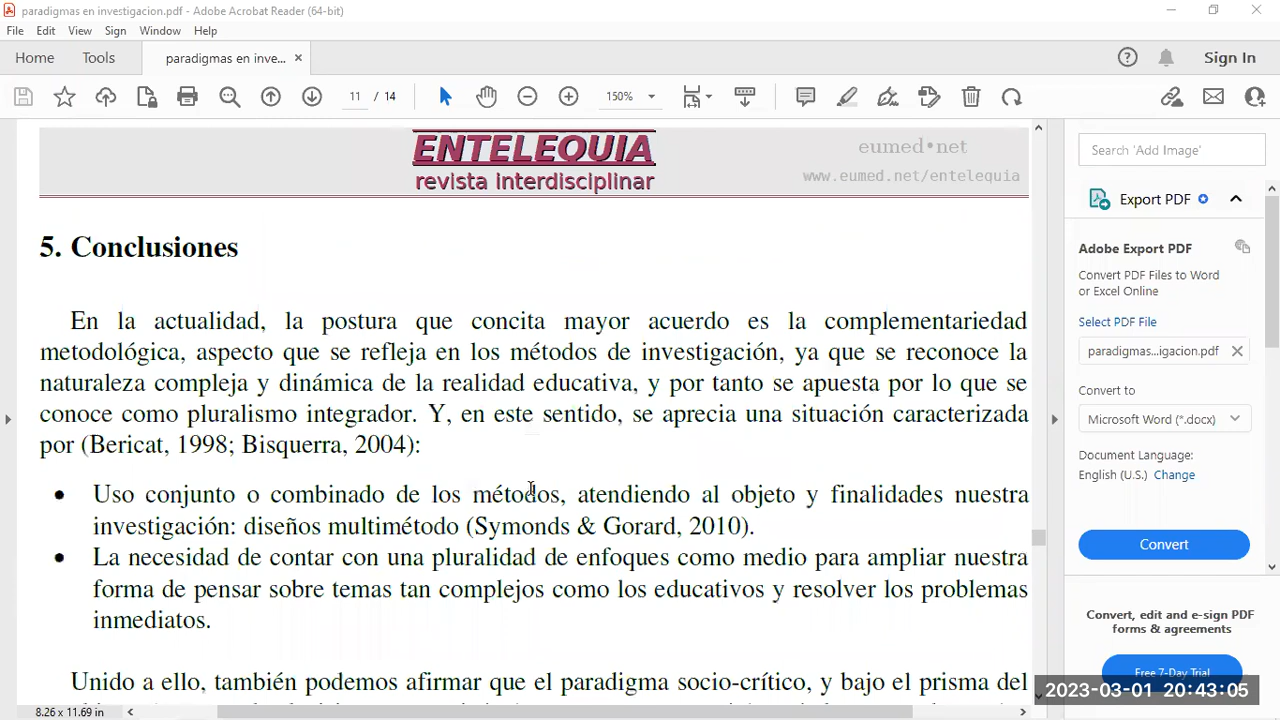 paradigmas en investigacion.pdf - Adobe Acrobat Reader (64-bit)
File Edit View Sign Window Help
Home Tools paradigmas en inve... × Sign In
11 / 14 150%
ENTELEQUIA
revista interdisciplinar
eumed•net
www.eumed.net/entelequia
5. Conclusiones
En la actualidad, la postura que concita mayor acuerdo es la complementariedad
metodológica, aspecto que se refleja en los métodos de investigación, ya que se reconoce la
naturaleza compleja y dinámica de la realidad educativa, y por tanto se apuesta por lo que se
conoce como pluralismo integrador. Y, en este sentido, se aprecia una situación caracterizada
por (Bericat, 1998; Bisquerra, 2004):
• Uso conjunto o combinado de los métodos, atendiendo al objeto y finalidades nuestra
investigación: diseños multimétodo (Symonds & Gorard, 2010).
• La necesidad de contar con una pluralidad de enfoques como medio para ampliar nuestra
forma de pensar sobre temas tan complejos como los educativos y resolver los problemas
inmediatos.
Unido a ello, también podemos afirmar que el paradigma socio-crítico, y bajo el prisma del
8.26 x 11.69 in
Search 'Add Image'
Export PDF
Adobe Export PDF
Convert PDF Files to Word
or Excel Online
Select PDF File
paradigmas...igacion.pdf
Convert to
Microsoft Word (*.docx)
Document Language:
English (U.S.) Change
Convert
Convert, edit and e-sign PDF
forms & agreements
Free 7-Day Trial
2023-03-01 20:43:05